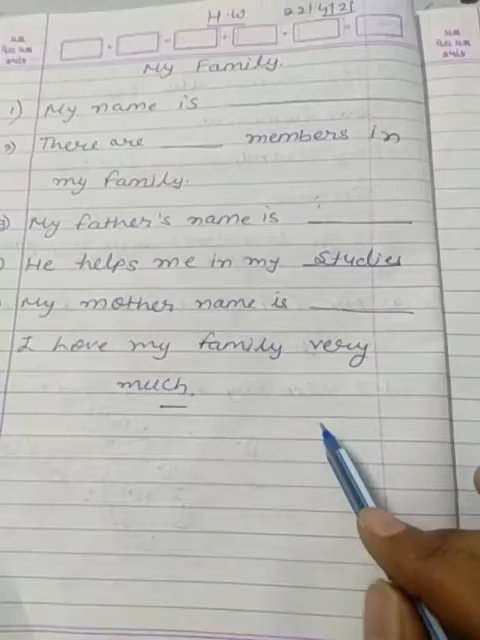 H.W 22/4/21
My Family.
1) My name is
2) There are ____ members in
my family.
3) My father's name is
He helps me in my Studies
My mother name is
I love my family very
much.